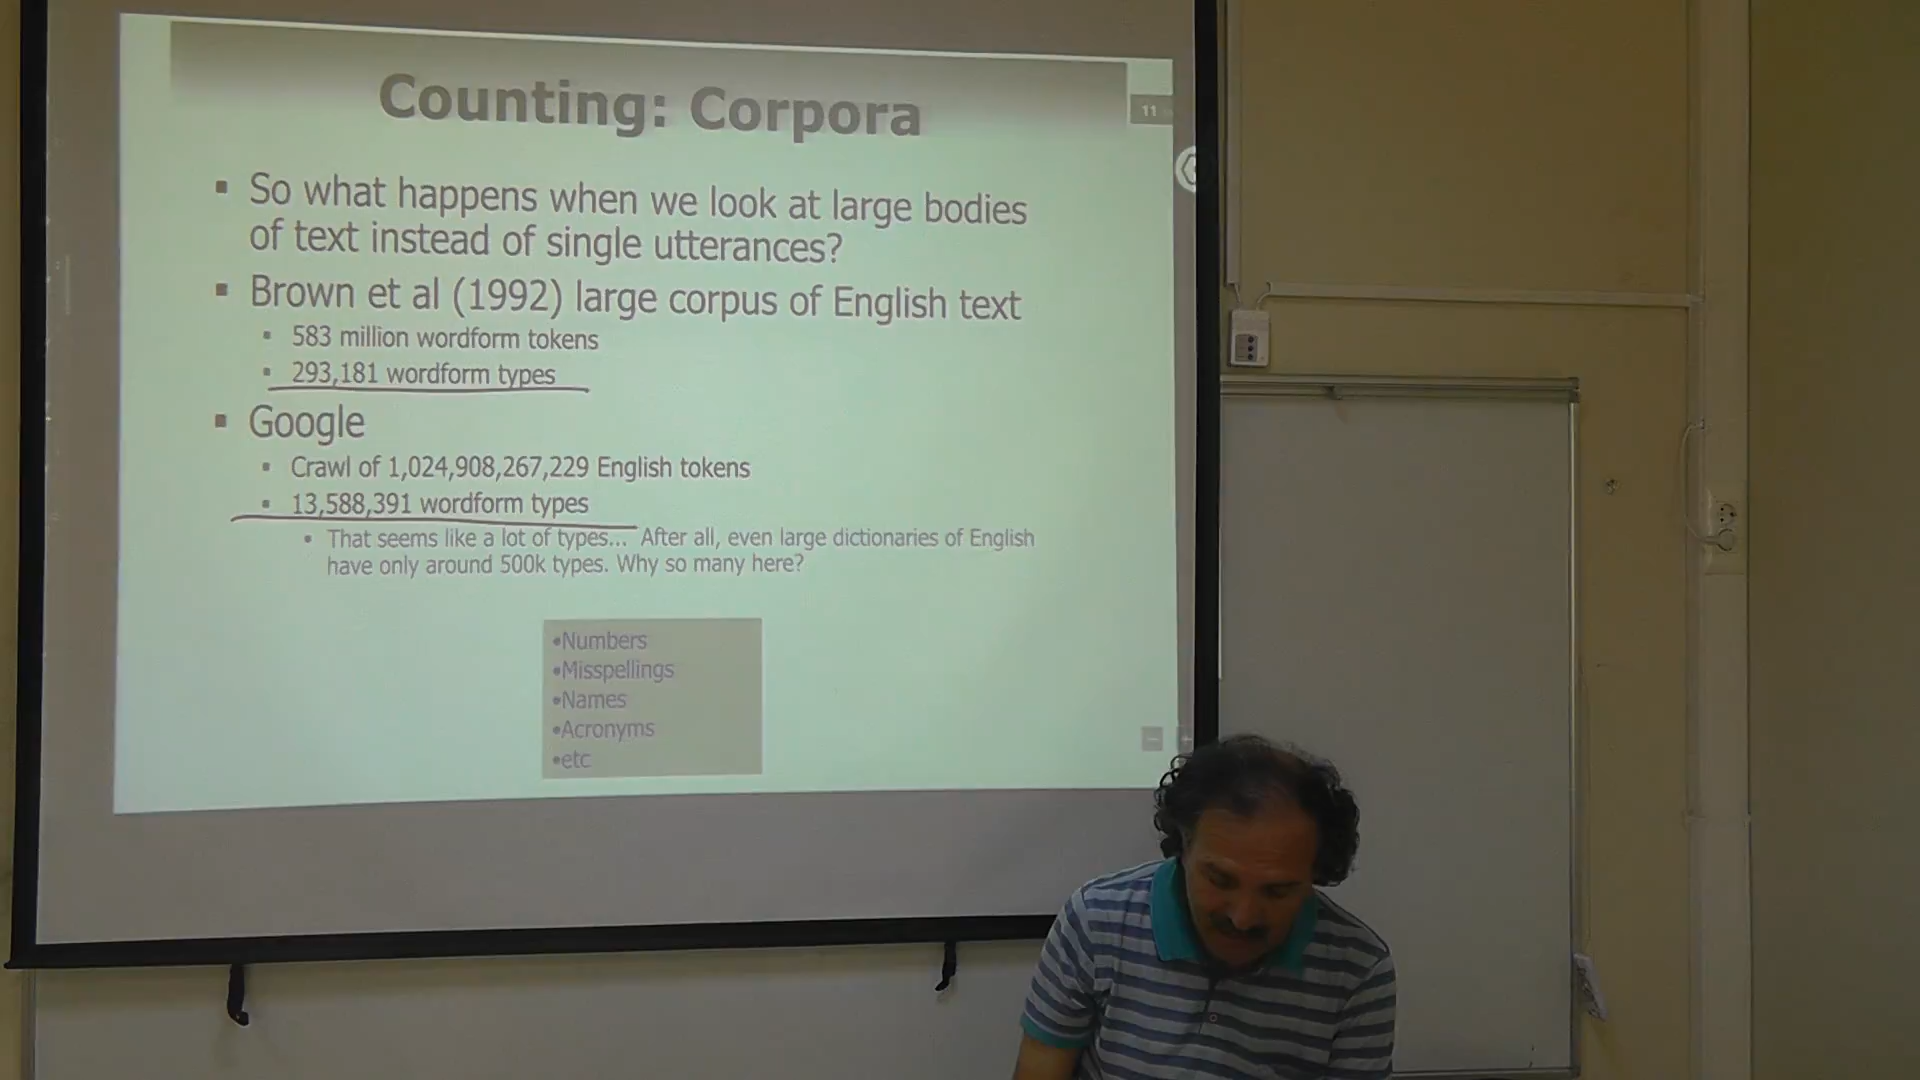 Counting: Corpora
11
▪ So what happens when we look at large bodies
of text instead of single utterances?
▪ Brown et al (1992) large corpus of English text
▪ 583 million wordform tokens
▪ 293,181 wordform types
▪ Google
▪ Crawl of 1,024,908,267,229 English tokens
▪ 13,588,391 wordform types
• That seems like a lot of types... After all, even large dictionaries of English
have only around 500k types. Why so many here?
•Numbers
•Misspellings
•Names
•Acronyms
•etc